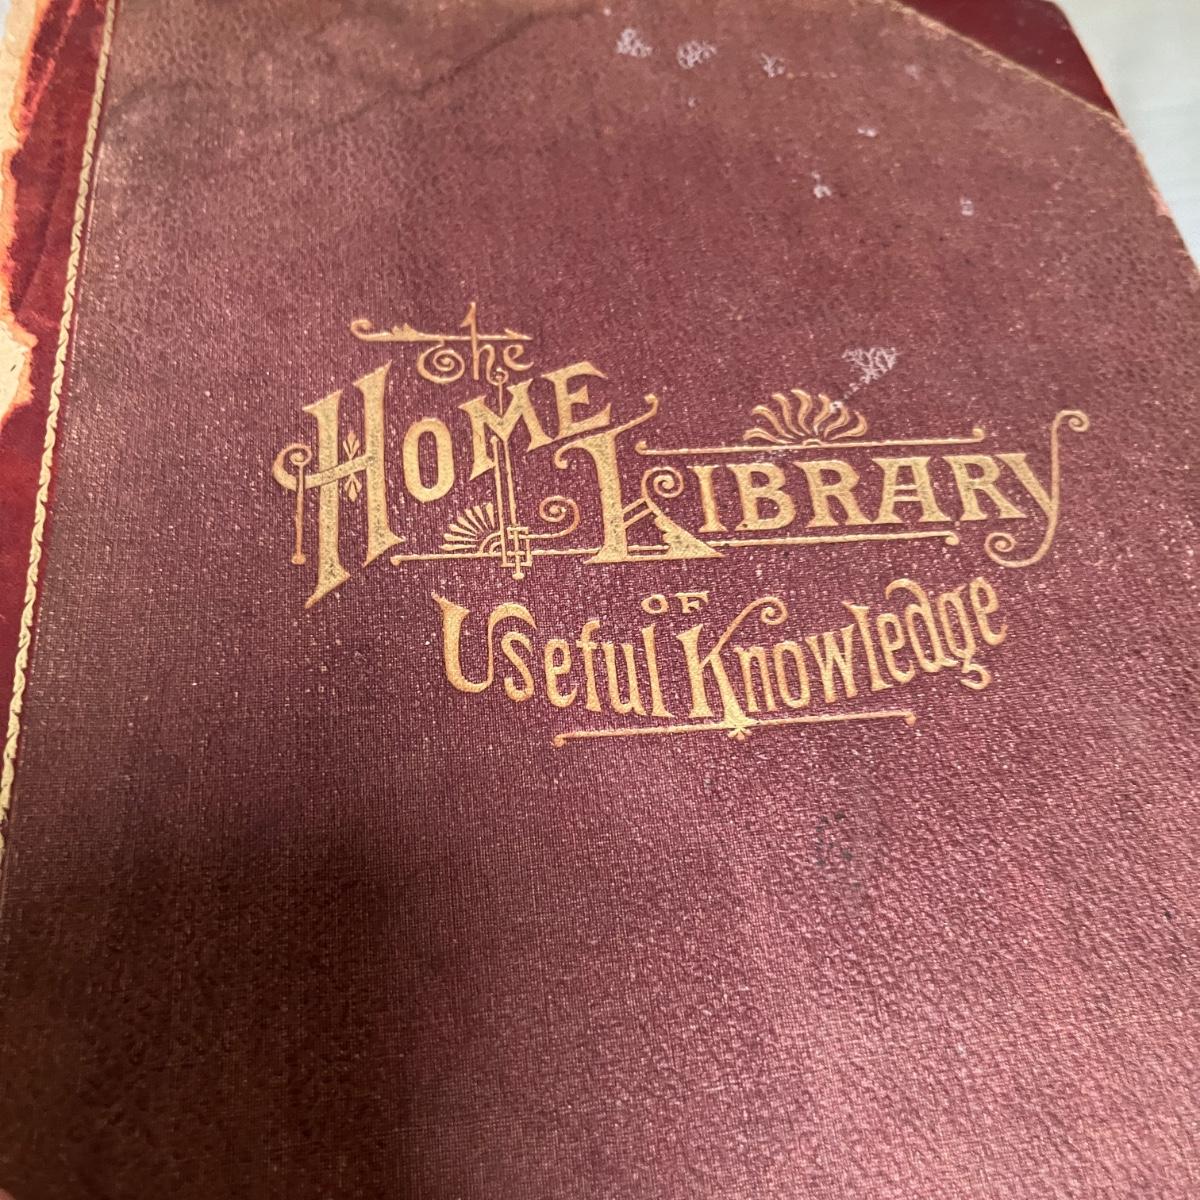 The
HOME
LIBRARY
OF
Useful Knowledge